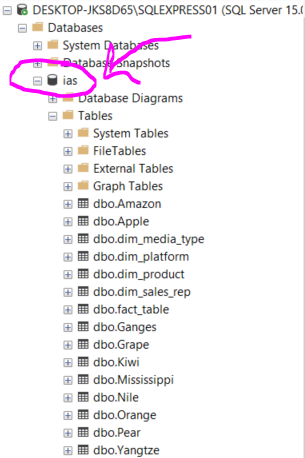 DESKTOP-JKS8D65\SQLEXPRESS01 (SQL Server 15.0
Databases
System Databases
Database Snapshots
ias
Database Diagrams
Tables
System Tables
FileTables
External Tables
Graph Tables
dbo.Amazon
dbo.Apple
dbo.dim_media_type
dbo.dim_platform
dbo.dim_product
dbo.dim_sales_rep
dbo.fact_table
dbo.Ganges
dbo.Grape
dbo.Kiwi
dbo.Mississippi
dbo.Nile
dbo.Orange
dbo.Pear
dbo.Yangtze